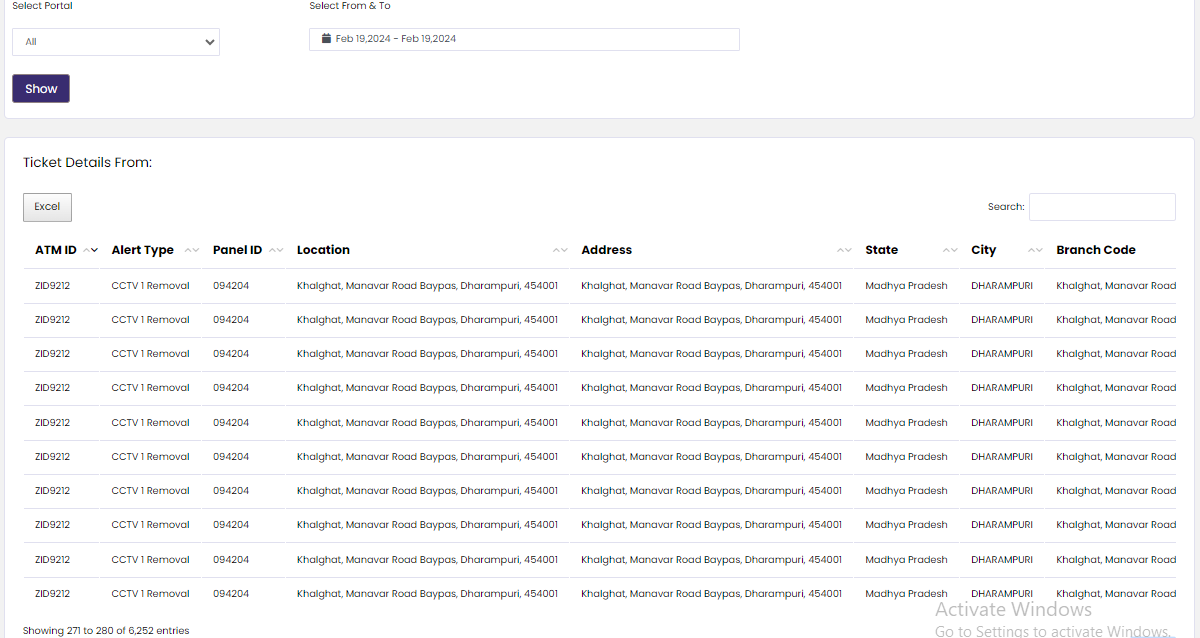 Select Portal Select From & To
All Feb 19,2024 - Feb 19,2024
Show
Ticket Details From:
Excel Search:
ATM ID Alert Type Panel ID Location Address State City Branch Code
ZID9212 CCTV 1 Removal 094204 Khalghat, Manavar Road Baypas, Dharampuri, 454001 Khalghat, Manavar Road Baypas, Dharampuri, 454001 Madhya Pradesh DHARAMPURI Khalghat, Manavar Road
ZID9212 CCTV 1 Removal 094204 Khalghat, Manavar Road Baypas, Dharampuri, 454001 Khalghat, Manavar Road Baypas, Dharampuri, 454001 Madhya Pradesh DHARAMPURI Khalghat, Manavar Road
ZID9212 CCTV 1 Removal 094204 Khalghat, Manavar Road Baypas, Dharampuri, 454001 Khalghat, Manavar Road Baypas, Dharampuri, 454001 Madhya Pradesh DHARAMPURI Khalghat, Manavar Road
ZID9212 CCTV 1 Removal 094204 Khalghat, Manavar Road Baypas, Dharampuri, 454001 Khalghat, Manavar Road Baypas, Dharampuri, 454001 Madhya Pradesh DHARAMPURI Khalghat, Manavar Road
ZID9212 CCTV 1 Removal 094204 Khalghat, Manavar Road Baypas, Dharampuri, 454001 Khalghat, Manavar Road Baypas, Dharampuri, 454001 Madhya Pradesh DHARAMPURI Khalghat, Manavar Road
ZID9212 CCTV 1 Removal 094204 Khalghat, Manavar Road Baypas, Dharampuri, 454001 Khalghat, Manavar Road Baypas, Dharampuri, 454001 Madhya Pradesh DHARAMPURI Khalghat, Manavar Road
ZID9212 CCTV 1 Removal 094204 Khalghat, Manavar Road Baypas, Dharampuri, 454001 Khalghat, Manavar Road Baypas, Dharampuri, 454001 Madhya Pradesh DHARAMPURI Khalghat, Manavar Road
ZID9212 CCTV 1 Removal 094204 Khalghat, Manavar Road Baypas, Dharampuri, 454001 Khalghat, Manavar Road Baypas, Dharampuri, 454001 Madhya Pradesh DHARAMPURI Khalghat, Manavar Road
ZID9212 CCTV 1 Removal 094204 Khalghat, Manavar Road Baypas, Dharampuri, 454001 Khalghat, Manavar Road Baypas, Dharampuri, 454001 Madhya Pradesh DHARAMPURI Khalghat, Manavar Road
ZID9212 CCTV 1 Removal 094204 Khalghat, Manavar Road Baypas, Dharampuri, 454001 Khalghat, Manavar Road Baypas, Dharampuri, 454001 Madhya Pradesh DHARAMPURI Khalghat, Manavar Road
Activate Windows
Showing 271 to 280 of 6,252 entries Go to Settings to activate Windows.